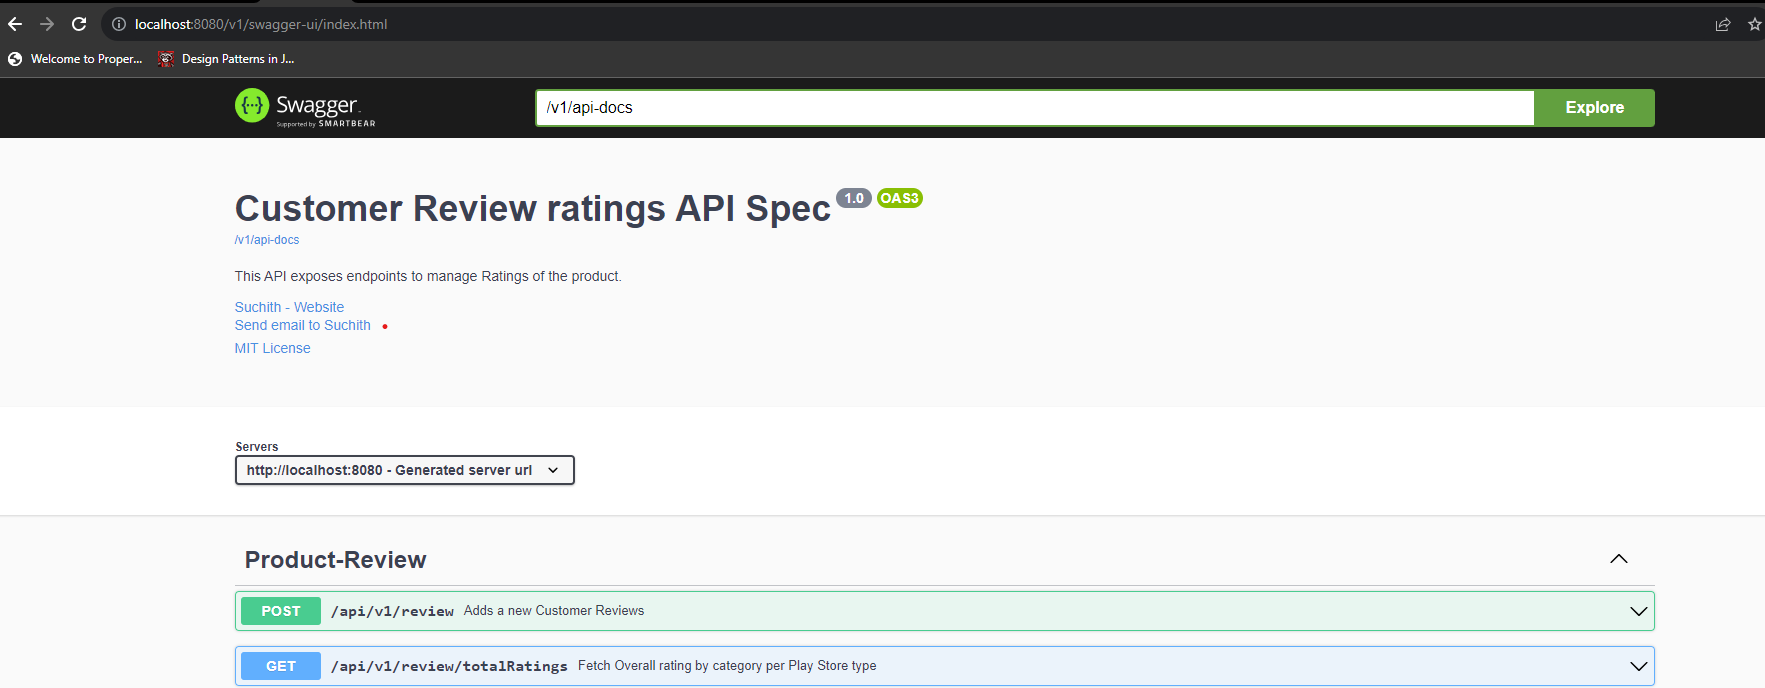 localhost:8080/v1/swagger-ui/index.html
Welcome to Proper... Design Patterns in J...
Swagger
Supported by SMARTBEAR
/v1/api-docs
Explore
Customer Review ratings API Spec 1.0 OAS3
/v1/api-docs
This API exposes endpoints to manage Ratings of the product.
Suchith - Website
Send email to Suchith
MIT License
Servers
http://localhost:8080 - Generated server url
Product-Review
POST /api/v1/review Adds a new Customer Reviews
GET /api/v1/review/totalRatings Fetch Overall rating by category per Play Store type